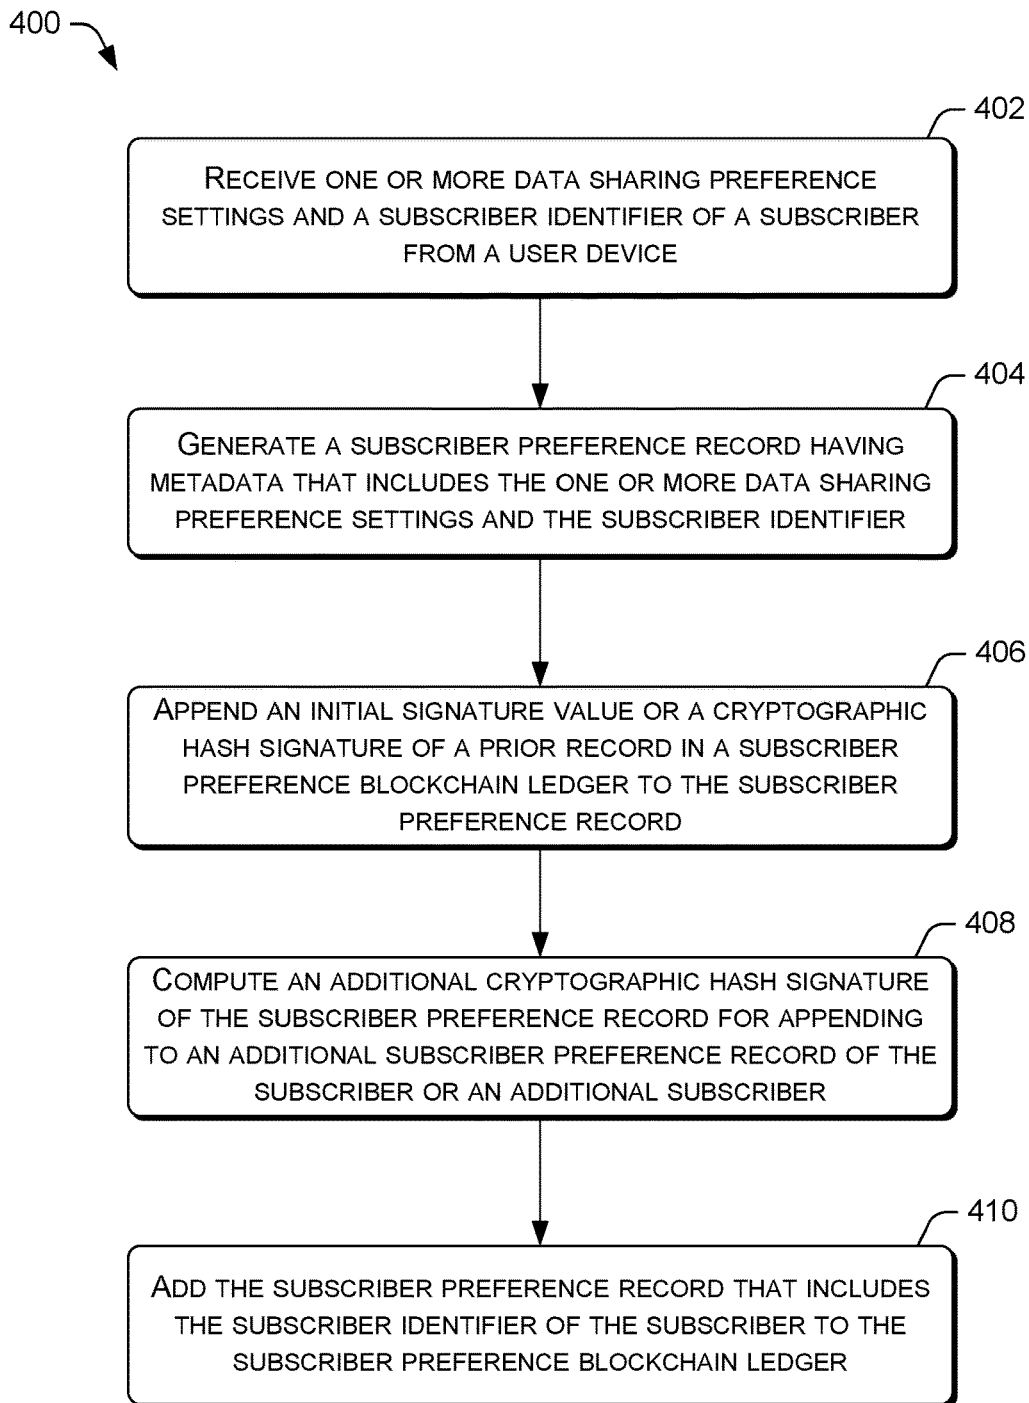 400
402
RECEIVE ONE OR MORE DATA SHARING PREFERENCE
SETTINGS AND A SUBSCRIBER IDENTIFIER OF A SUBSCRIBER
FROM A USER DEVICE
404
GENERATE A SUBSCRIBER PREFERENCE RECORD HAVING
METADATA THAT INCLUDES THE ONE OR MORE DATA SHARING
PREFERENCE SETTINGS AND THE SUBSCRIBER IDENTIFIER
406
APPEND AN INITIAL SIGNATURE VALUE OR A CRYPTOGRAPHIC
HASH SIGNATURE OF A PRIOR RECORD IN A SUBSCRIBER
PREFERENCE BLOCKCHAIN LEDGER TO THE SUBSCRIBER
PREFERENCE RECORD
408
COMPUTE AN ADDITIONAL CRYPTOGRAPHIC HASH SIGNATURE
OF THE SUBSCRIBER PREFERENCE RECORD FOR APPENDING
TO AN ADDITIONAL SUBSCRIBER PREFERENCE RECORD OF THE
SUBSCRIBER OR AN ADDITIONAL SUBSCRIBER
410
ADD THE SUBSCRIBER PREFERENCE RECORD THAT INCLUDES
THE SUBSCRIBER IDENTIFIER OF THE SUBSCRIBER TO THE
SUBSCRIBER PREFERENCE BLOCKCHAIN LEDGER